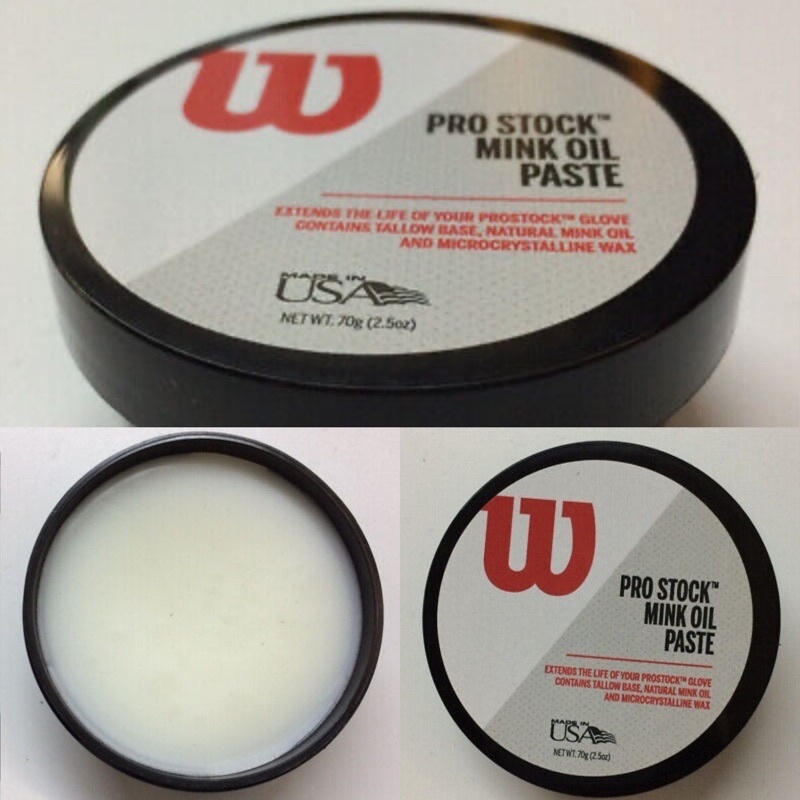 W
PRO STOCK™
MINK OIL
PASTE
EXTENDS THE LIFE OF YOUR PROSTOCK™ GLOVE
CONTAINS TALLOW BASE, NATURAL MINK OIL
AND MICROCRYSTALLINE WAX
MADE IN
USA
NET WT. 70g (2.5oz)
W
PRO STOCK™
MINK OIL
PASTE
EXTENDS THE LIFE OF YOUR PROSTOCK™ GLOVE
CONTAINS TALLOW BASE, NATURAL MINK OIL
AND MICROCRYSTALLINE WAX
MADE IN
USA
NET WT. 70g (2.5oz)